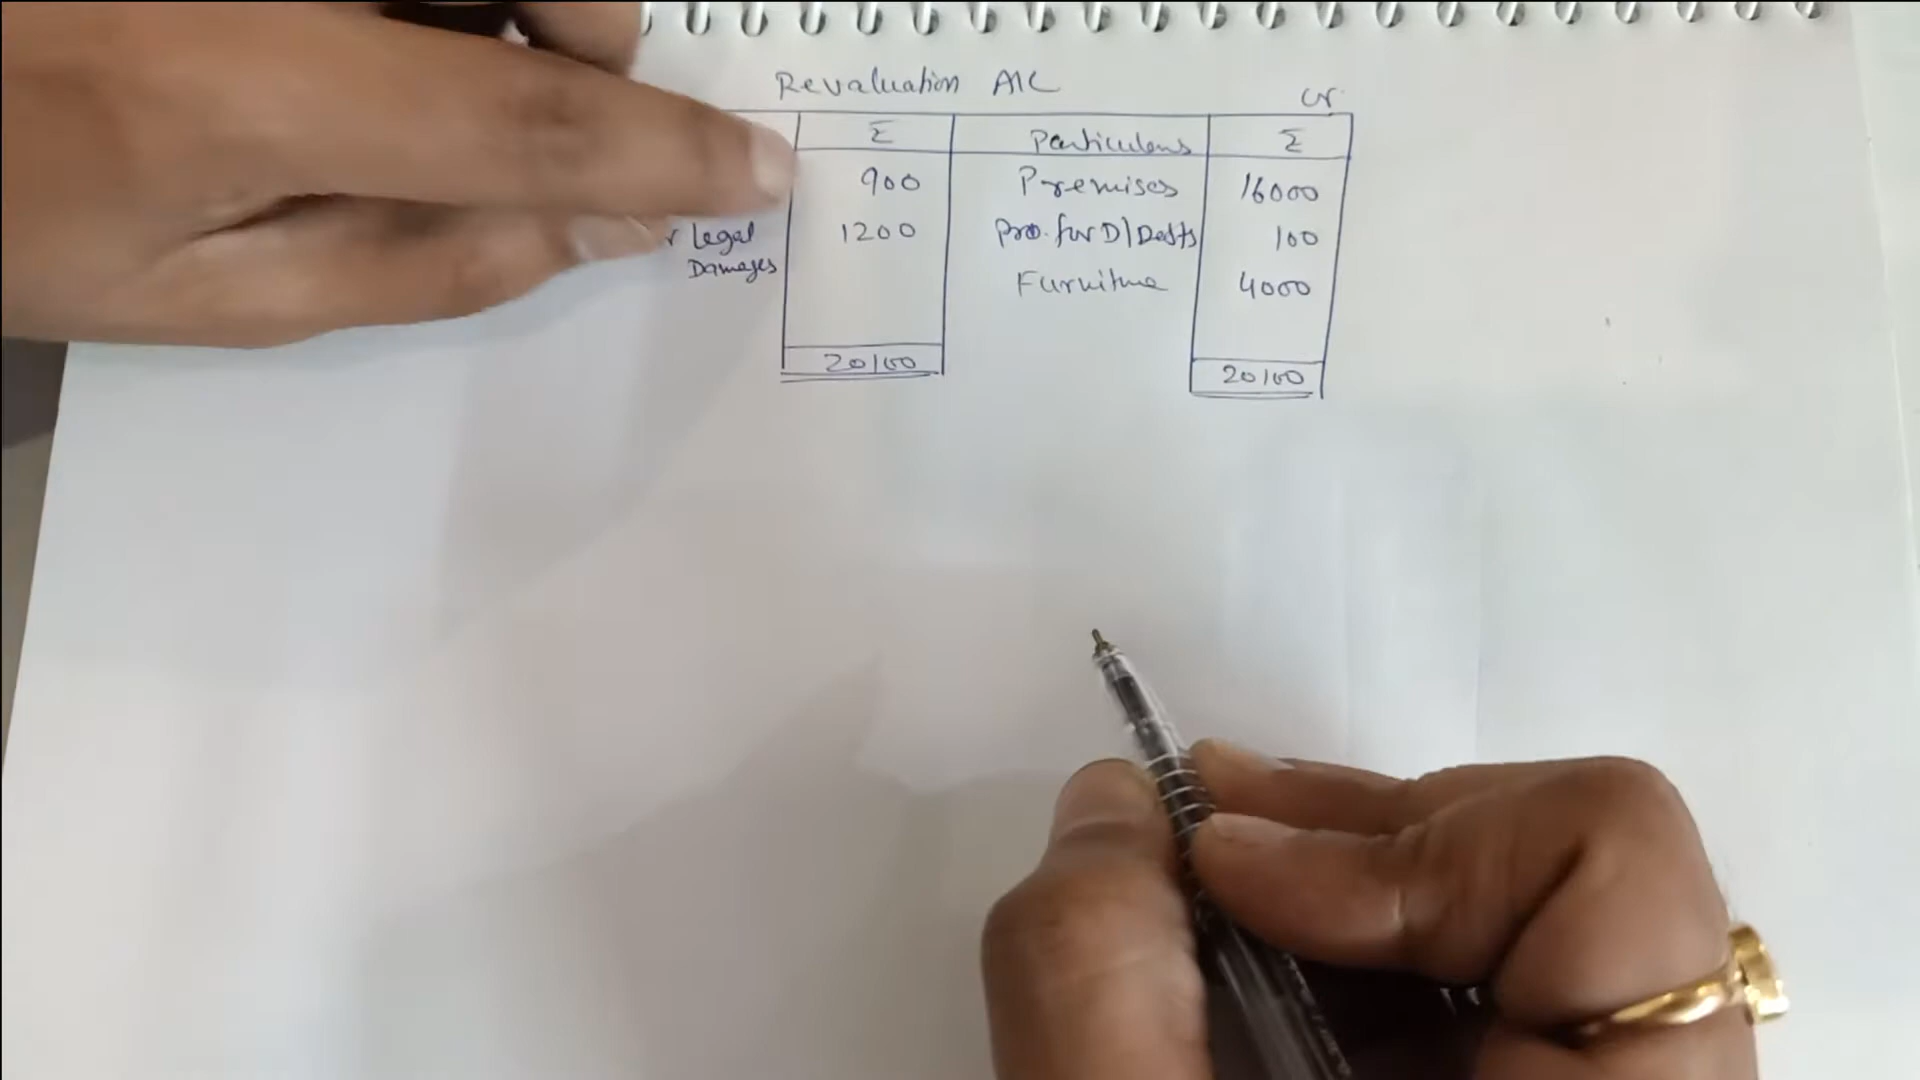 Revaluation A/C
Cr.
₹ Particulars ₹
900 Premises 16000
Legal 1200 Pro. for D/Debts 100
Damages Furniture 4000
20100 20100